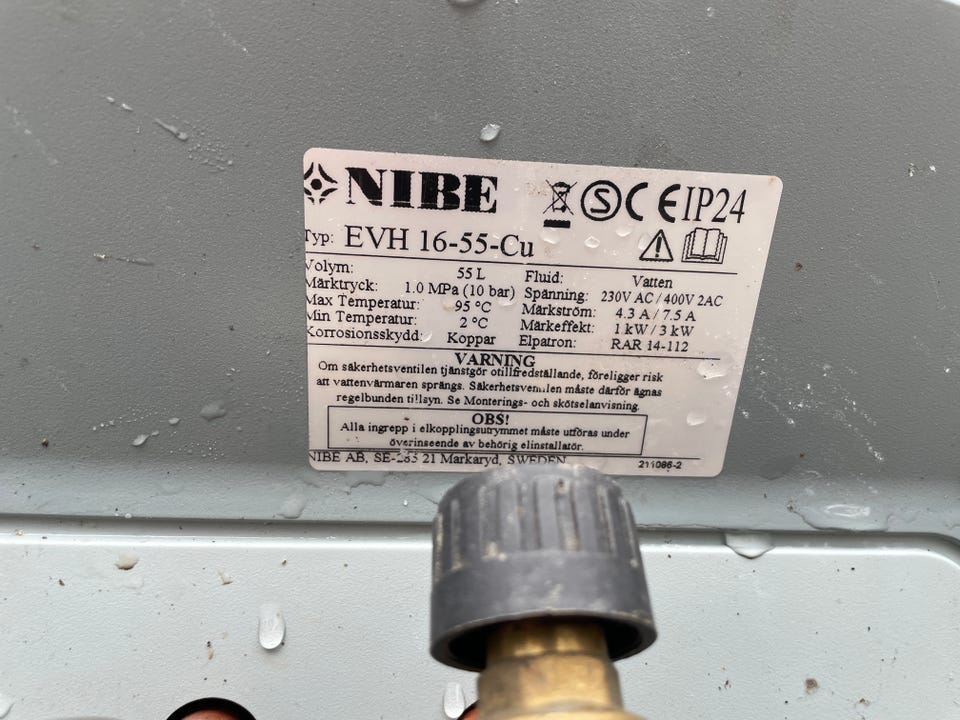 NIBE
CE IP24
Typ: EVH 16-55-Cu
Volym: 55 L Fluid: Vatten
Märktryck: 1.0 MPa (10 bar) Spänning: 230V AC / 400V 2AC
Max Temperatur: 95 °C Märkström: 4.3 A / 7.5 A
Min Temperatur: 2 °C Märkeffekt: 1 kW / 3 kW
Korrosionsskydd: Koppar Elpatron: RAR 14-112
VARNING
Om säkerhetsventilen tjänstgör otillfredställande, föreligger risk
att vattenvärmaren sprängs. Säkerhetsventilen måste därför ägnas
regelbunden tillsyn. Se Monterings- och skötselanvisning.
OBS!
Alla ingrepp i elkopplingsutrymmet måste utföras under
överinseende av behörig elinstallatör.
NIBE AB, SE-285 21 Markaryd, SWEDEN 211086-2